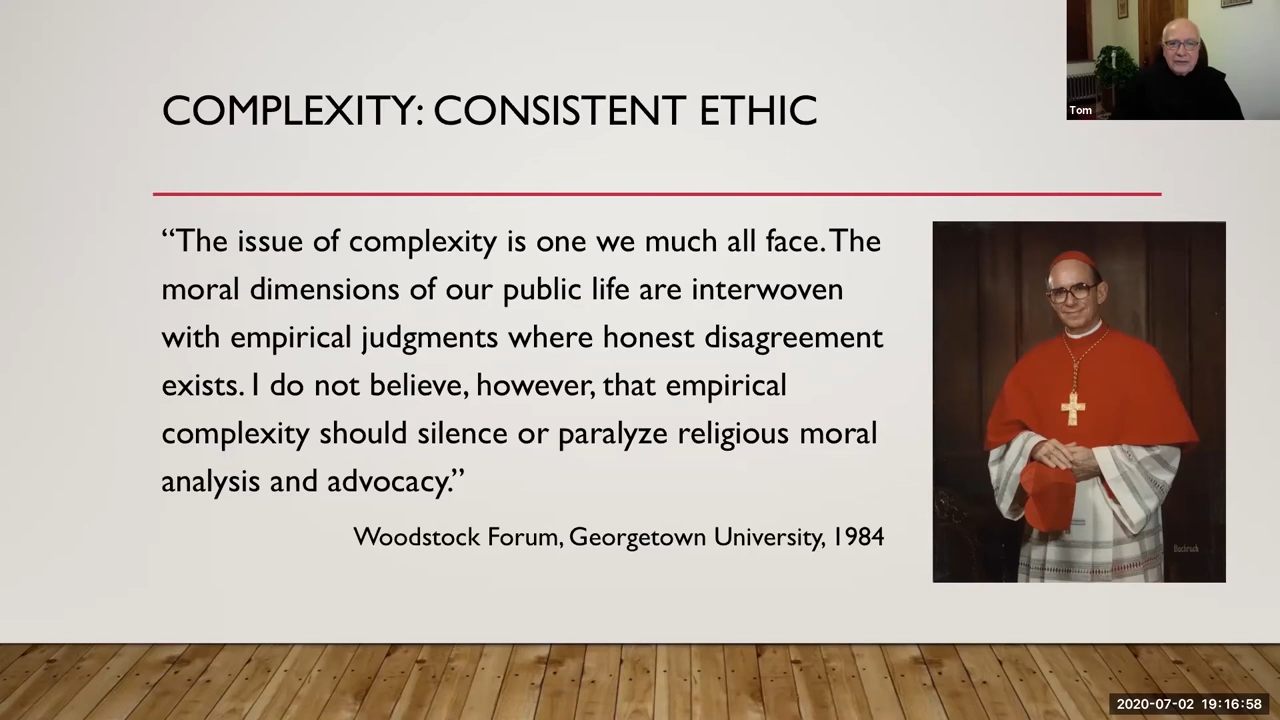 COMPLEXITY: CONSISTENT ETHIC
Tom
“The issue of complexity is one we much all face. The
moral dimensions of our public life are interwoven
with empirical judgments where honest disagreement
exists. I do not believe, however, that empirical
complexity should silence or paralyze religious moral
analysis and advocacy.”
Woodstock Forum, Georgetown University, 1984
Bachrach
2020-07-02 19:16:58